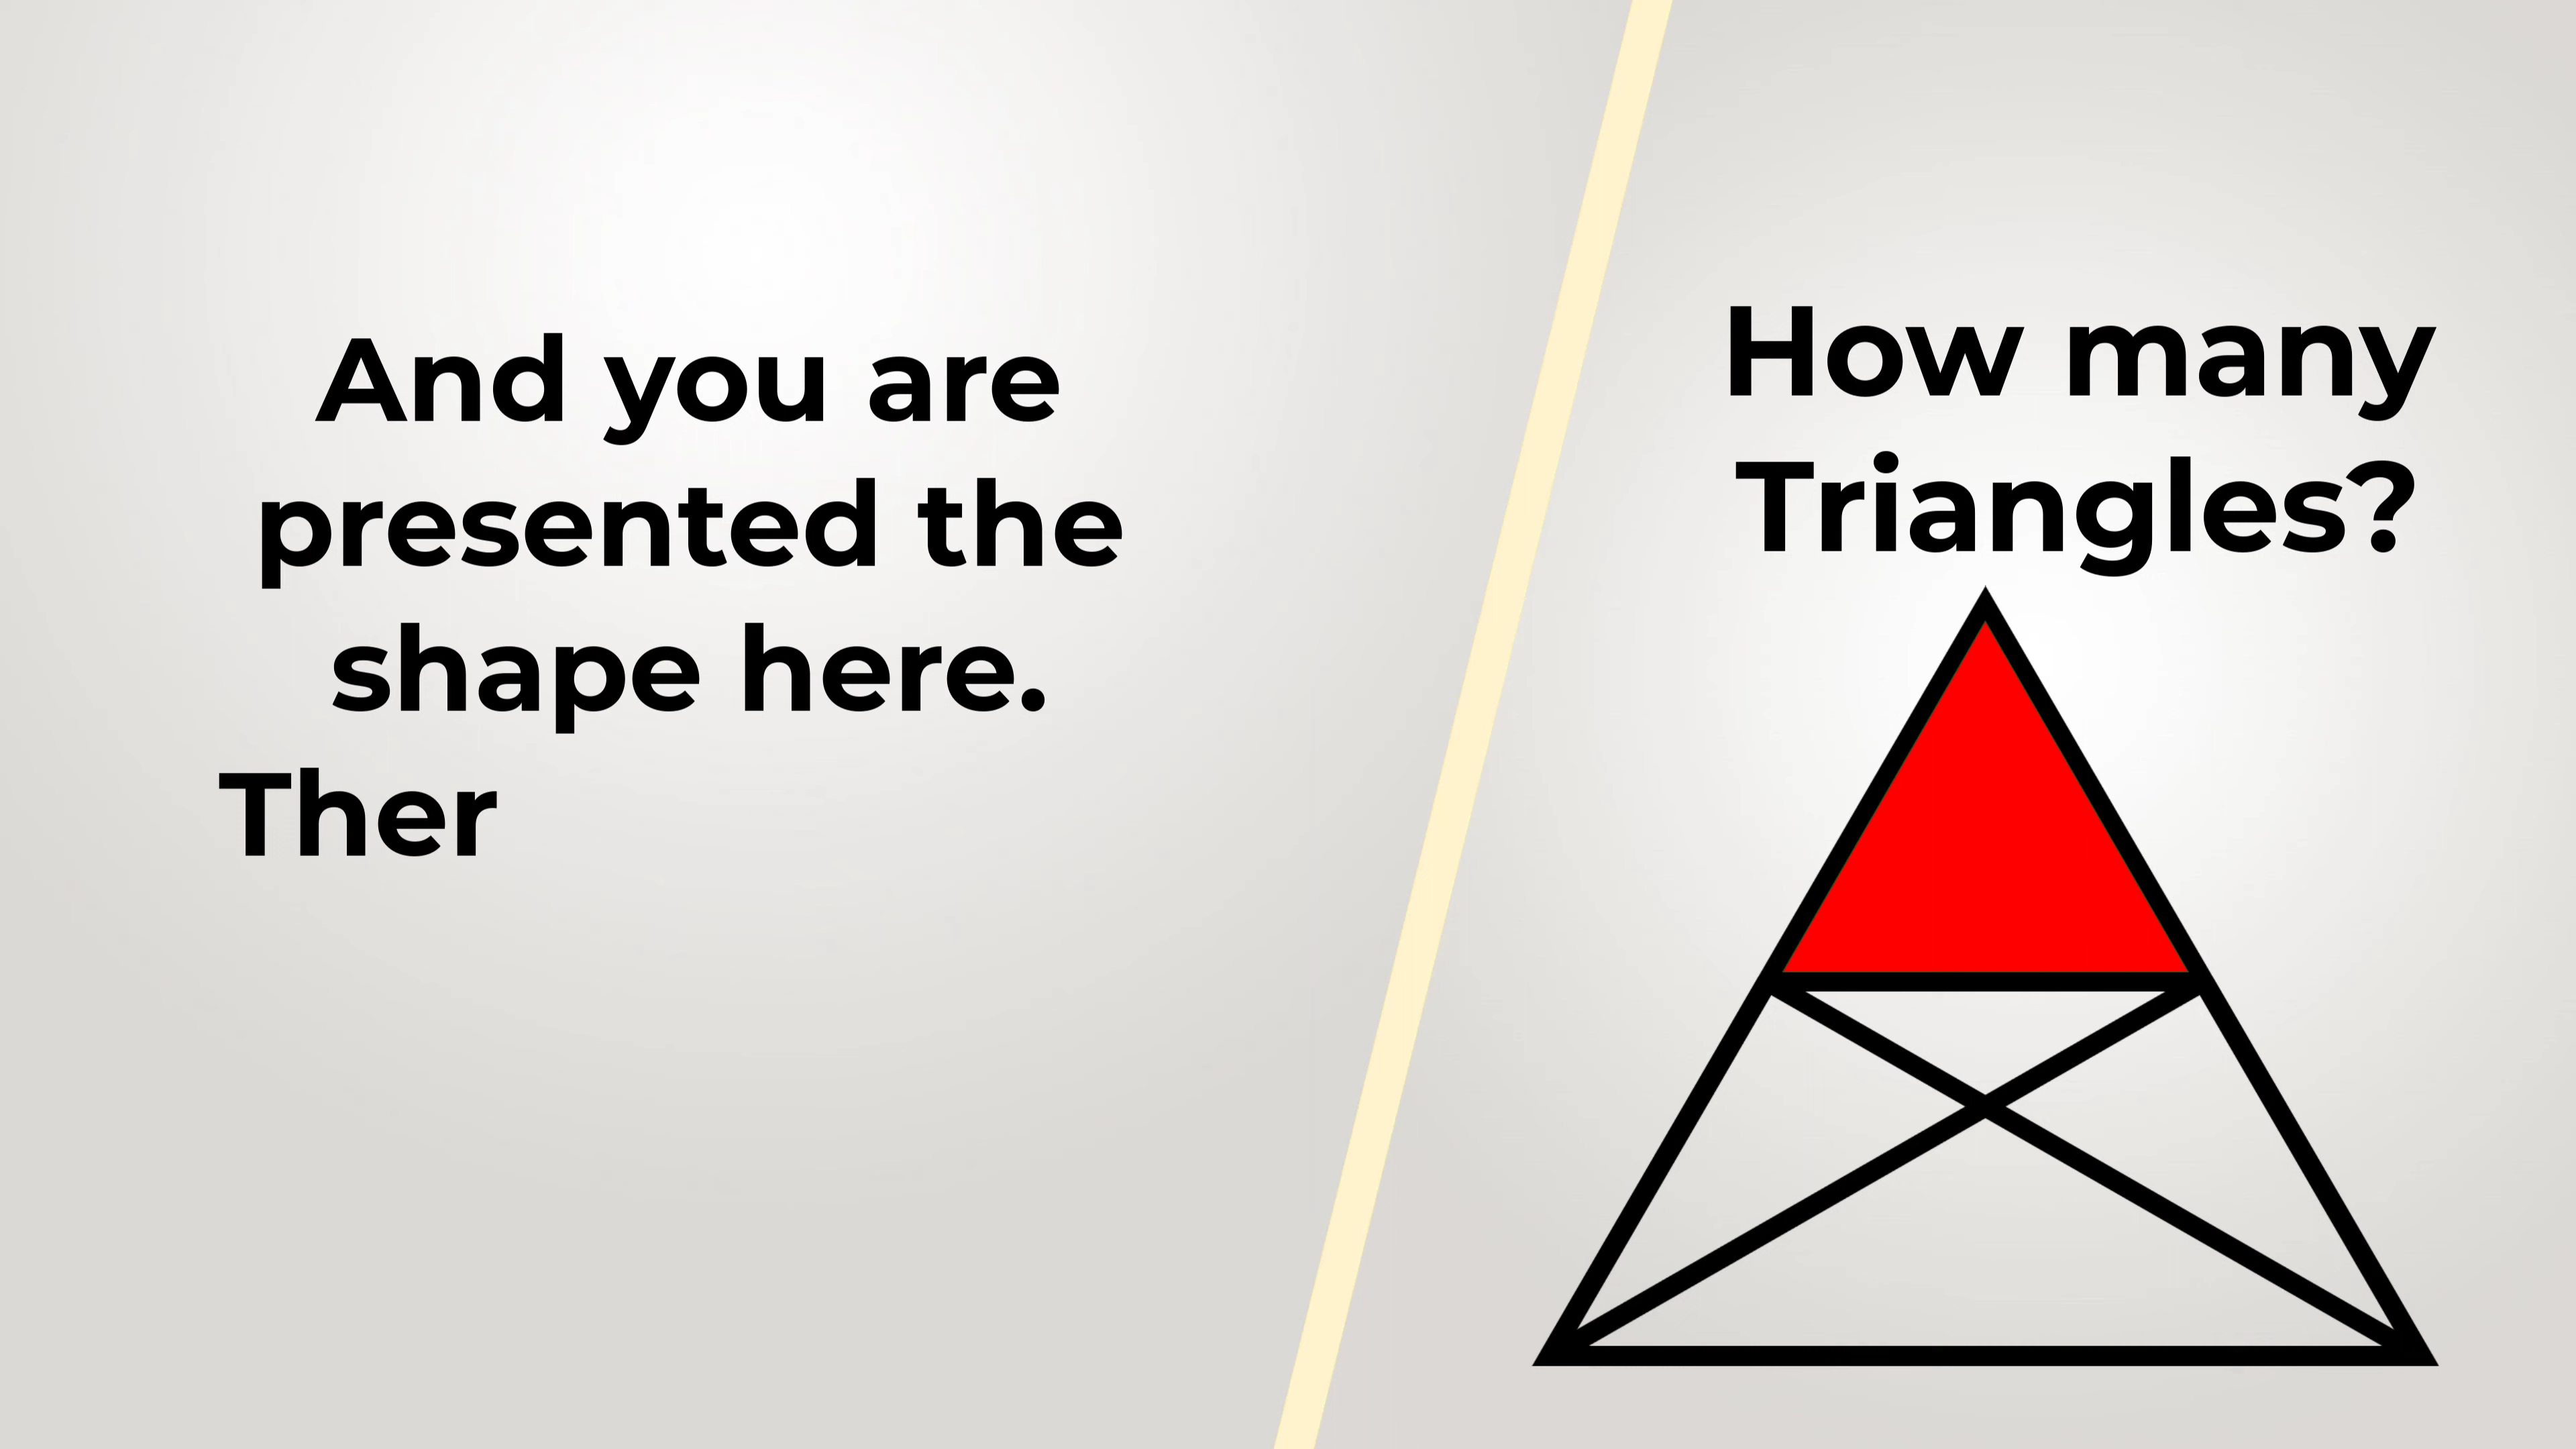 And you are
presented the
shape here.
Ther
How many
Triangles?